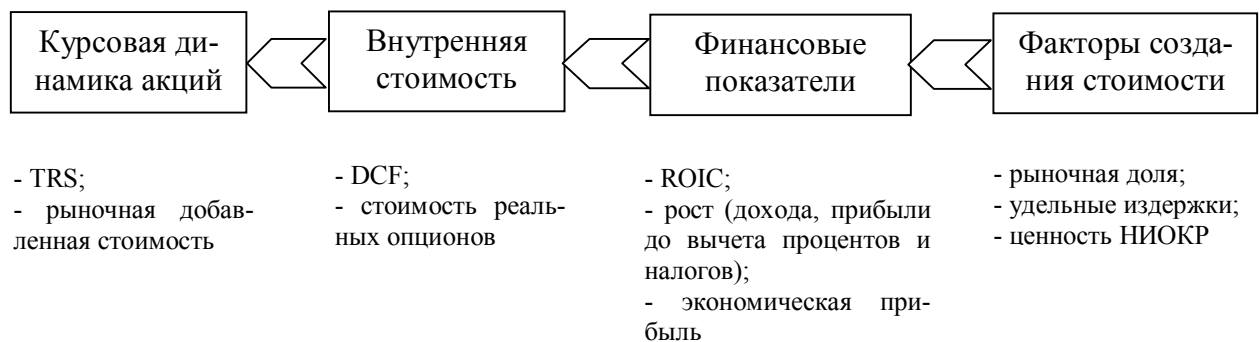 Курсовая ди-
намика акций
Внутренняя
стоимость
Финансовые
показатели
Факторы созда-
ния стоимости
- TRS;
- рыночная добав-
ленная стоимость
- DCF;
- стоимость реаль-
ных опционов
- ROIC;
- рост (дохода, прибыли
до вычета процентов и
налогов);
- экономическая при-
быль
- рыночная доля;
- удельные издержки;
- ценность НИОКР